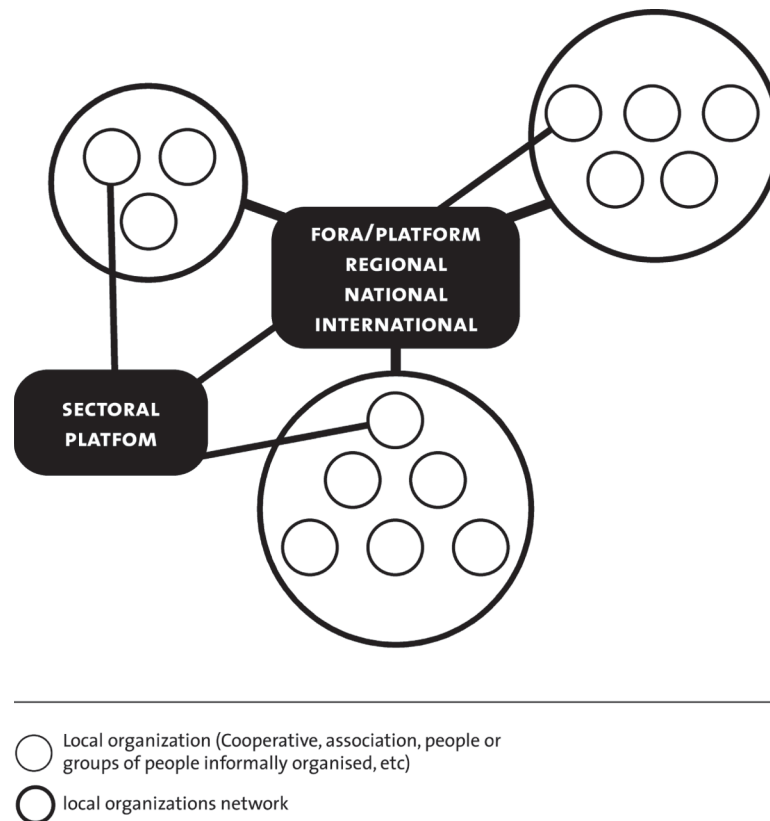 FORA/PLATFORM
REGIONAL
NATIONAL
INTERNATIONAL
SECTORAL
PLATFOM
Local organization (Cooperative, association, people or
groups of people informally organised, etc)
local organizations network